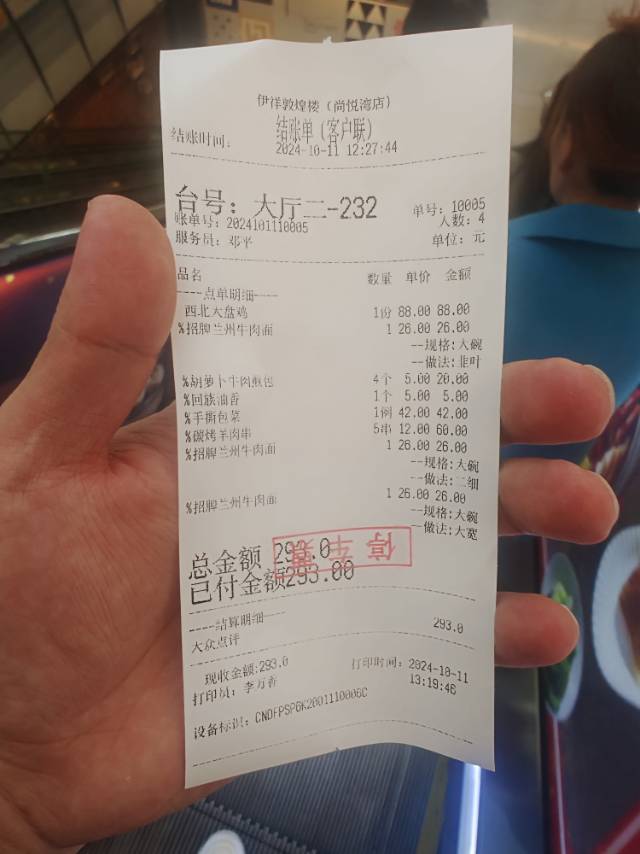 伊洋敦煌楼(尚悦湾店)
结账单(客户联)
结账时间: 2024-10-11 12:27:44
台号: 大厅二-232 单号: 10005
账单号: 2024101110005 人数: 4
服务员: 邓平 单位: 元
品名 数量 单价 金额
----点单明细----
西北大盘鸡 1份 88.00 88.00
%招牌兰州牛肉面 1 26.00 26.00
--规格:大碗
--做法:韭叶
%胡萝卜牛肉煎包 4个 5.00 20.00
%回族油香 1个 5.00 5.00
%手撕包菜 1例 42.00 42.00
%碳烤羊肉串 5串 12.00 60.00
%招牌兰州牛肉面 1 26.00 26.00
--规格:大碗
--做法:二细
%招牌兰州牛肉面 1 26.00 26.00
--规格:大碗
--做法:大宽
总金额 293.0
已付金额293.00
停车
----结算明细----
大众点评 293.0
现收金额:293.0 打印时间: 2024-10-11
打印员: 李万香 13:19:46
设备标识: CNDFPSP6K2001110006C